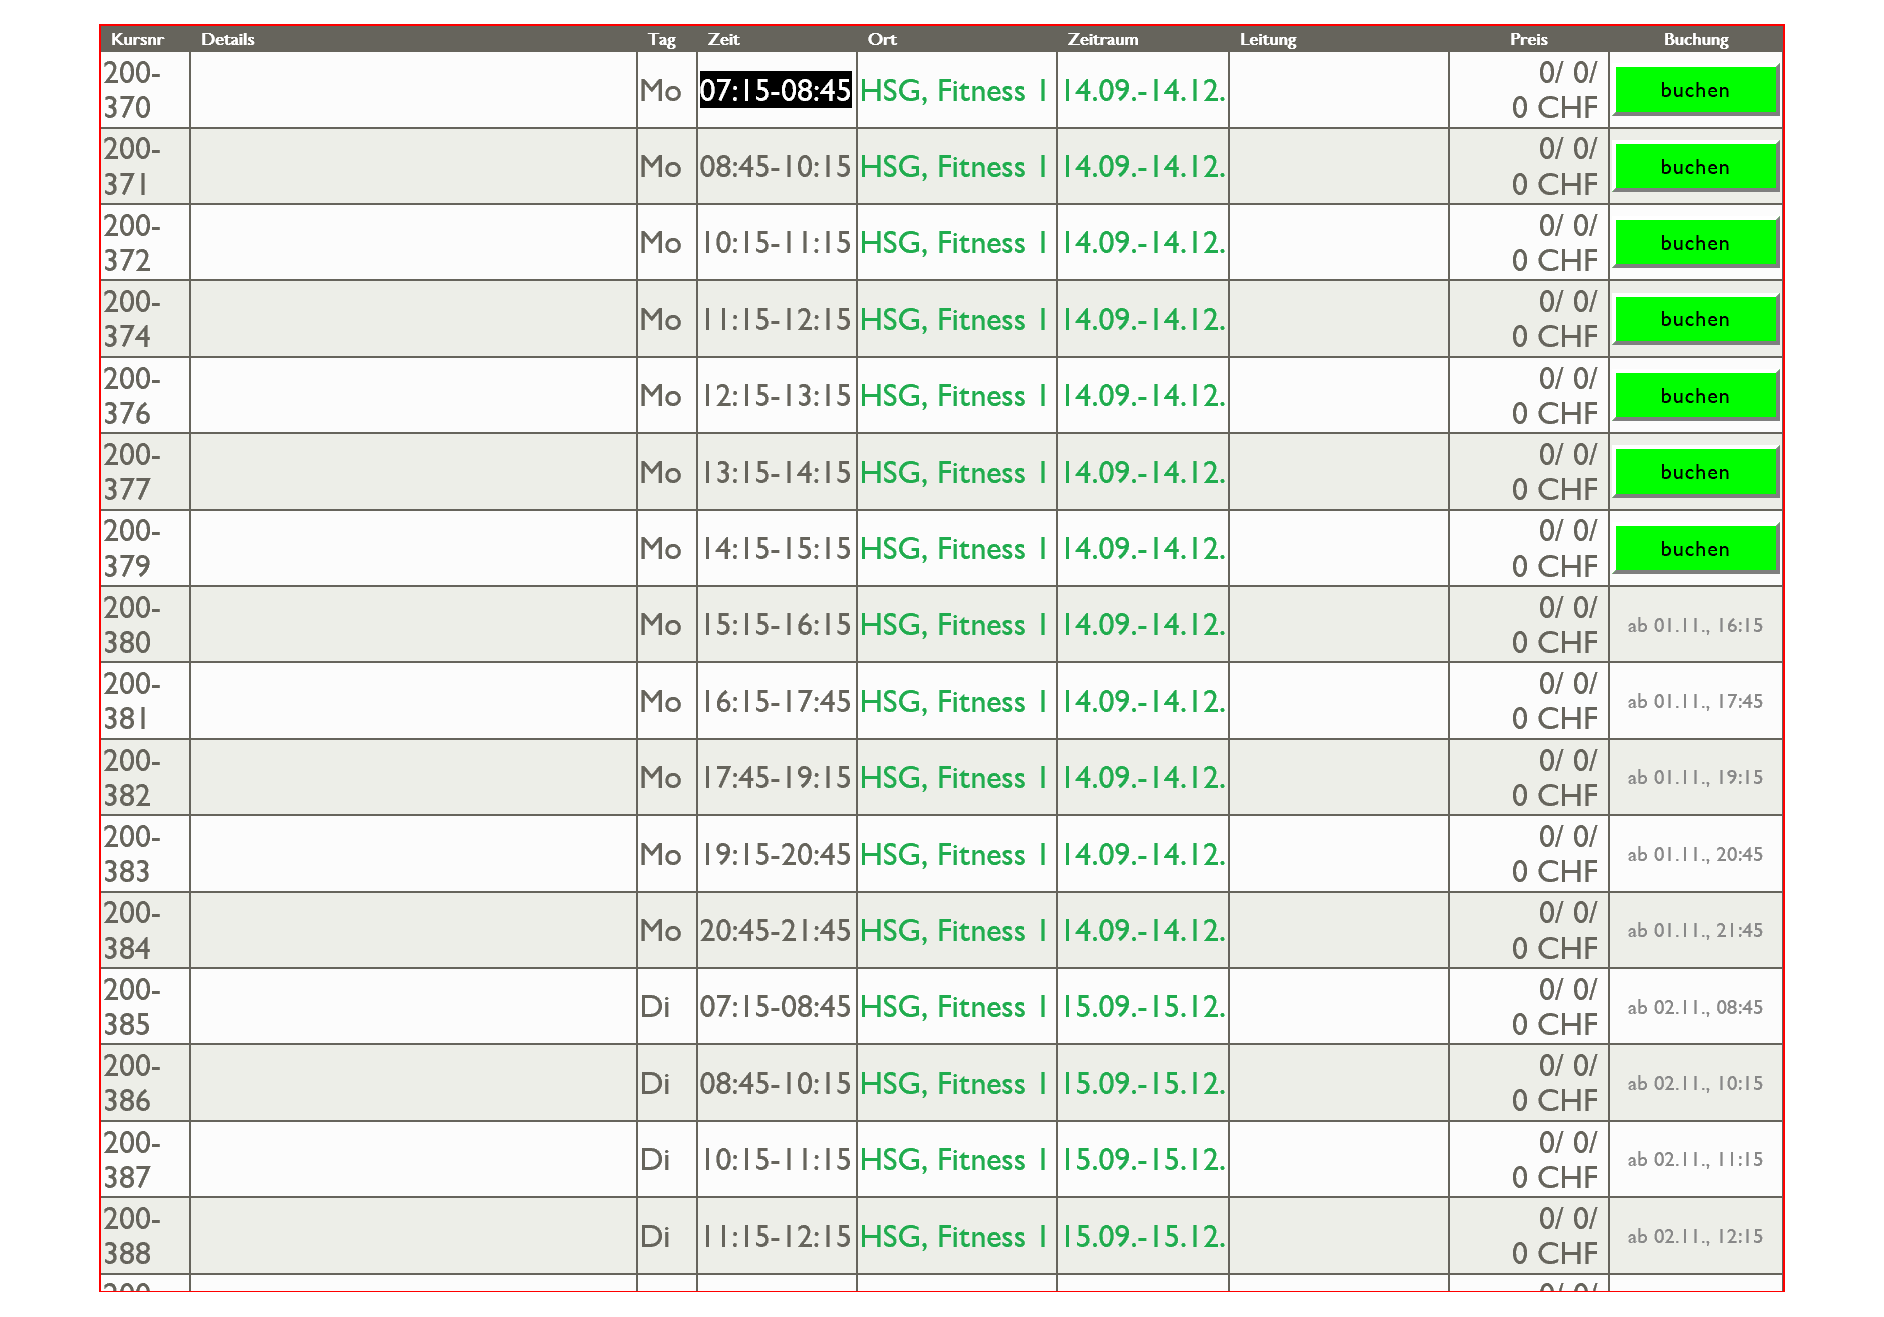 Kursnr Details Tag Zeit Ort Zeitraum Leitung Preis Buchung
200-
370 Mo 07:15-08:45 HSG, Fitness 1 14.09.-14.12. 0/ 0/
0 CHF buchen
200-
371 Mo 08:45-10:15 HSG, Fitness 1 14.09.-14.12. 0/ 0/
0 CHF buchen
200-
372 Mo 10:15-11:15 HSG, Fitness 1 14.09.-14.12. 0/ 0/
0 CHF buchen
200-
374 Mo 11:15-12:15 HSG, Fitness 1 14.09.-14.12. 0/ 0/
0 CHF buchen
200-
376 Mo 12:15-13:15 HSG, Fitness 1 14.09.-14.12. 0/ 0/
0 CHF buchen
200-
377 Mo 13:15-14:15 HSG, Fitness 1 14.09.-14.12. 0/ 0/
0 CHF buchen
200-
379 Mo 14:15-15:15 HSG, Fitness 1 14.09.-14.12. 0/ 0/
0 CHF buchen
200-
380 Mo 15:15-16:15 HSG, Fitness 1 14.09.-14.12. 0/ 0/
0 CHF ab 01.11., 16:15
200-
381 Mo 16:15-17:45 HSG, Fitness 1 14.09.-14.12. 0/ 0/
0 CHF ab 01.11., 17:45
200-
382 Mo 17:45-19:15 HSG, Fitness 1 14.09.-14.12. 0/ 0/
0 CHF ab 01.11., 19:15
200-
383 Mo 19:15-20:45 HSG, Fitness 1 14.09.-14.12. 0/ 0/
0 CHF ab 01.11., 20:45
200-
384 Mo 20:45-21:45 HSG, Fitness 1 14.09.-14.12. 0/ 0/
0 CHF ab 01.11., 21:45
200-
385 Di 07:15-08:45 HSG, Fitness 1 15.09.-15.12. 0/ 0/
0 CHF ab 02.11., 08:45
200-
386 Di 08:45-10:15 HSG, Fitness 1 15.09.-15.12. 0/ 0/
0 CHF ab 02.11., 10:15
200-
387 Di 10:15-11:15 HSG, Fitness 1 15.09.-15.12. 0/ 0/
0 CHF ab 02.11., 11:15
200-
388 Di 11:15-12:15 HSG, Fitness 1 15.09.-15.12. 0/ 0/
0 CHF ab 02.11., 12:15